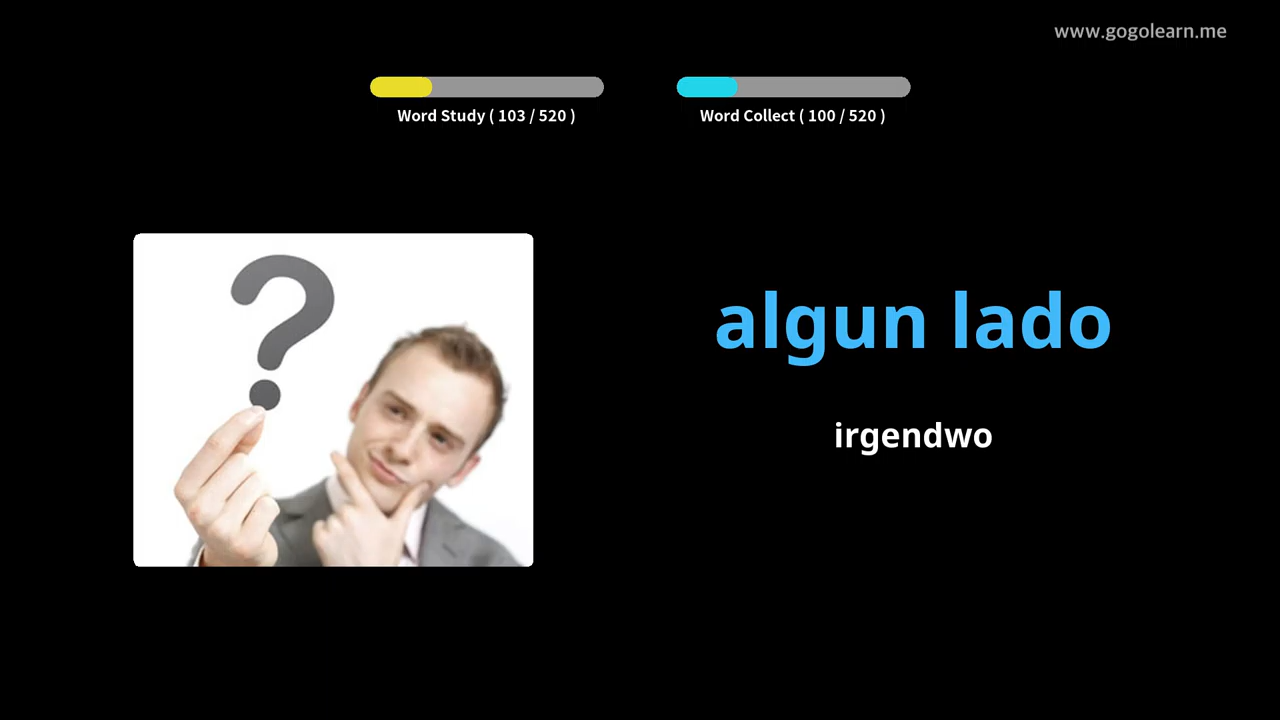 www.gogolearn.me
Word Study ( 103 / 520 )
Word Collect ( 100 / 520 )
?
algun lado
irgendwo